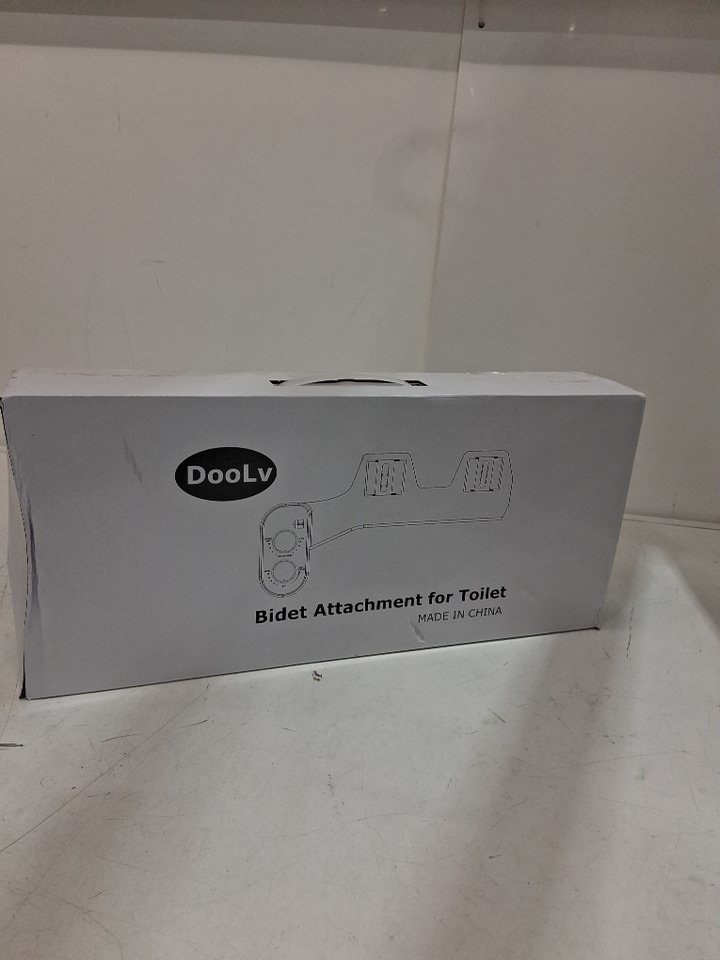 DooLv
Bidet Attachment for Toilet
MADE IN CHINA